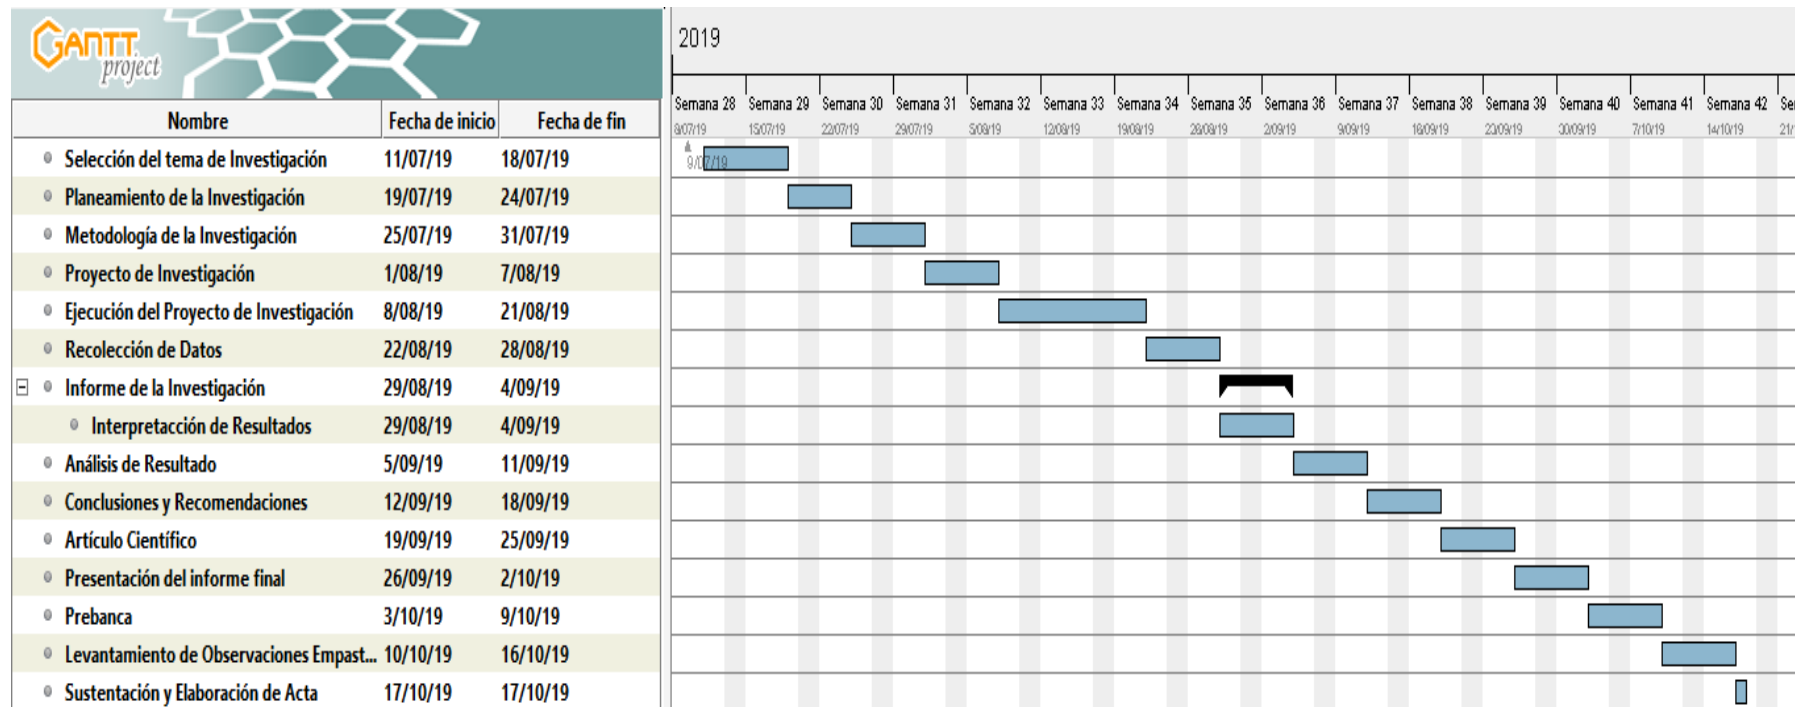 GANTT
project
2019
Semana 28 Semana 29 Semana 30 Semana 31 Semana 32 Semana 33 Semana 34 Semana 35 Semana 36 Semana 37 Semana 38 Semana 39 Semana 40 Semana 41 Semana 42 Se
8/07/19 15/07/19 22/07/19 29/07/19 5/08/19 12/08/19 19/08/19 26/08/19 2/09/19 9/09/19 16/09/19 23/09/19 30/09/19 7/10/19 14/10/19 21/
Nombre Fecha de inicio Fecha de fin
Selección del tema de Investigación 11/07/19 18/07/19
9/07/19
Planeamiento de la Investigación 19/07/19 24/07/19
Metodología de la Investigación 25/07/19 31/07/19
Proyecto de Investigación 1/08/19 7/08/19
Ejecución del Proyecto de Investigación 8/08/19 21/08/19
Recolección de Datos 22/08/19 28/08/19
Informe de la Investigación 29/08/19 4/09/19
Interpretacción de Resultados 29/08/19 4/09/19
Análisis de Resultado 5/09/19 11/09/19
Conclusiones y Recomendaciones 12/09/19 18/09/19
Artículo Científico 19/09/19 25/09/19
Presentación del informe final 26/09/19 2/10/19
Prebanca 3/10/19 9/10/19
Levantamiento de Observaciones Empast... 10/10/19 16/10/19
Sustentación y Elaboración de Acta 17/10/19 17/10/19